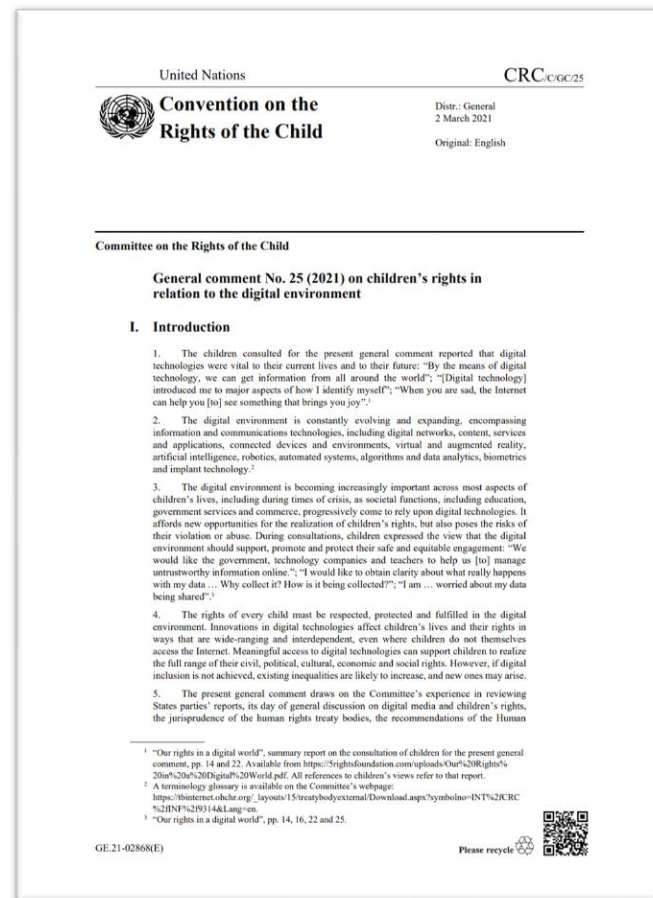 United Nations
CRC/C/GC/25
Convention on the
Rights of the Child
Distr.: General
2 March 2021
Original: English
Committee on the Rights of the Child
General comment No. 25 (2021) on children's rights in
relation to the digital environment
I. Introduction
1. The children consulted for the present general comment reported that digital
technologies were vital to their current lives and to their future: "By the means of digital
technology, we can get information from all around the world"; "[Digital technology]
introduced me to major aspects of how I identify myself"; "When you are sad, the Internet
can help you [to] see something that brings you joy".1
2. The digital environment is constantly evolving and expanding, encompassing
information and communications technologies, including digital networks, content, services
and applications, connected devices and environments, virtual and augmented reality,
artificial intelligence, robotics, automated systems, algorithms and data analytics, biometrics
and implant technology.2
3. The digital environment is becoming increasingly important across most aspects of
children's lives, including during times of crisis, as societal functions, including education,
government services and commerce, progressively come to rely upon digital technologies. It
affords new opportunities for the realization of children's rights, but also poses the risks of
their violation or abuse. During consultations, children expressed the view that the digital
environment should support, promote and protect their safe and equitable engagement: "We
would like the government, technology companies and teachers to help us [to] manage
untrustworthy information online."; "I would like to obtain clarity about what really happens
with my data … Why collect it? How is it being collected?"; "I am … worried about my data
being shared".3
4. The rights of every child must be respected, protected and fulfilled in the digital
environment. Innovations in digital technologies affect children's lives and their rights in
ways that are wide-ranging and interdependent, even where children do not themselves
access the Internet. Meaningful access to digital technologies can support children to realize
the full range of their civil, political, cultural, economic and social rights. However, if digital
inclusion is not achieved, existing inequalities are likely to increase, and new ones may arise.
5. The present general comment draws on the Committee's experience in reviewing
States parties' reports, its day of general discussion on digital media and children's rights,
the jurisprudence of the human rights treaty bodies, the recommendations of the Human
1 "Our rights in a digital world", summary report on the consultation of children for the present general
comment, pp. 14 and 22. Available from https://5rightsfoundation.com/uploads/Our%20Rights%
20in%20a%20Digital%20World.pdf. All references to children's views refer to that report.
2 A terminology glossary is available on the Committee's webpage:
https://tbinternet.ohchr.org/_layouts/15/treatybodyexternal/Download.aspx?symbolno=INT%2fCRC
%2fINF%2f9314&Lang=en.
3 "Our rights in a digital world", pp. 14, 16, 22 and 25.
GE.21-02868(E)
Please recycle